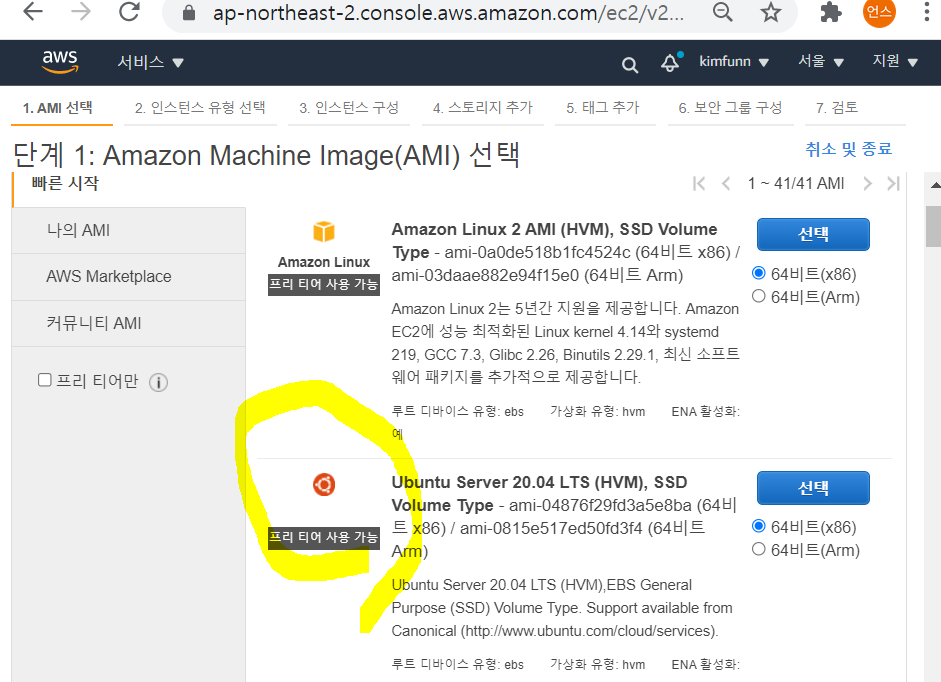 ap-northeast-2.console.aws.amazon.com/ec2/v2...
언스
aws
서비스
kimfunn
서울
지원
1. AMI 선택
2. 인스턴스 유형 선택
3. 인스턴스 구성
4. 스토리지 추가
5. 태그 추가
6. 보안 그룹 구성
7. 검토
단계 1: Amazon Machine Image(AMI) 선택
취소 및 종료
빠른 시작
1 ~ 41/41 AMI
나의 AMI
AWS Marketplace
커뮤니티 AMI
프리 티어만
Amazon Linux
프리 티어 사용 가능
Amazon Linux 2 AMI (HVM), SSD Volume
Type - ami-0a0de518b1fc4524c (64비트 x86) /
ami-03daae882e94f15e0 (64비트 Arm)
Amazon Linux 2는 5년간 지원을 제공합니다. Amazon
EC2에 성능 최적화된 Linux kernel 4.14와 systemd
219, GCC 7.3, Glibc 2.26, Binutils 2.29.1, 최신 소프트
웨어 패키지를 추가적으로 제공합니다.
루트 디바이스 유형: ebs
가상화 유형: hvm
ENA 활성화:
예
선택
64비트(x86)
64비트(Arm)
프리 티어 사용 가능
Ubuntu Server 20.04 LTS (HVM), SSD
Volume Type - ami-04876f29fd3a5e8ba (64비
트 x86) / ami-0815e517ed50fd3f4 (64비트
Arm)
Ubuntu Server 20.04 LTS (HVM),EBS General
Purpose (SSD) Volume Type. Support available from
Canonical (http://www.ubuntu.com/cloud/services).
루트 디바이스 유형: ebs
가상화 유형: hvm
ENA 활성화:
선택
64비트(x86)
64비트(Arm)